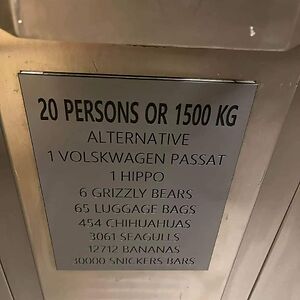 20 PERSONS OR 1500 KG
ALTERNATIVE
1 VOLSKWAGEN PASSAT
1 HIPPO
6 GRIZZLY BEARS
65 LUGGAGE BAGS
454 CHIHUAHUAS
3061 SEAGULLS
12712 BANANAS
30000 SNICKERS BARS